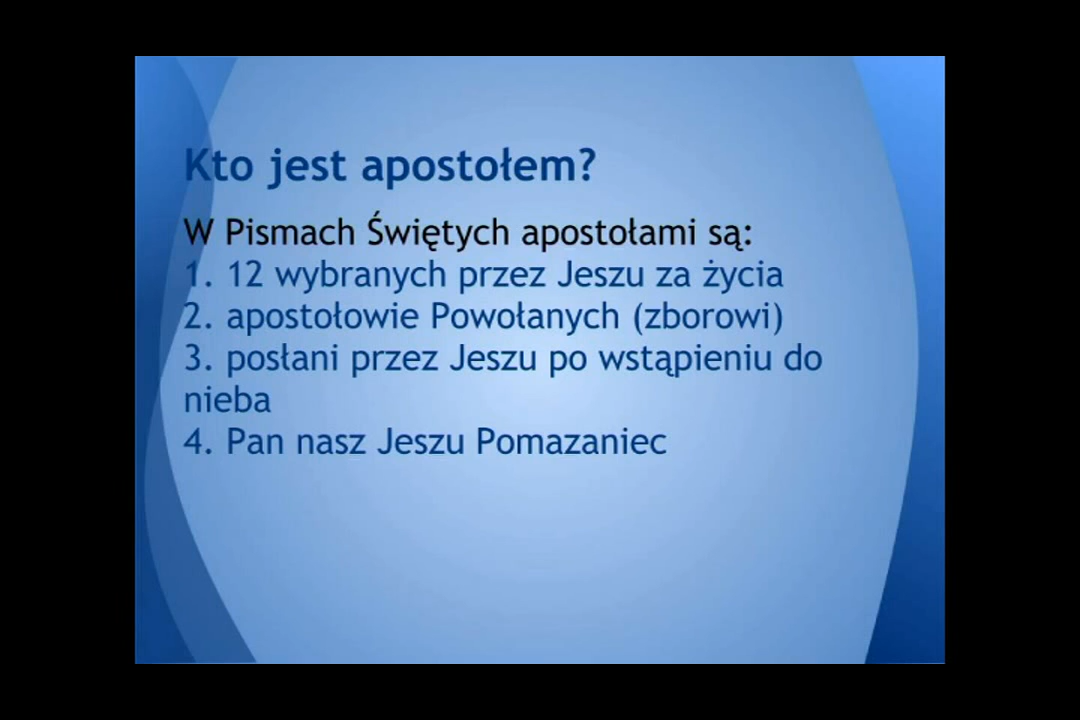 Kto jest apostołem?
W Pismach Świętych apostołami są:
1. 12 wybranych przez Jeszu za życia
2. apostołowie Powołanych (zborowi)
3. posłani przez Jeszu po wstąpieniu do
nieba
4. Pan nasz Jeszu Pomazaniec